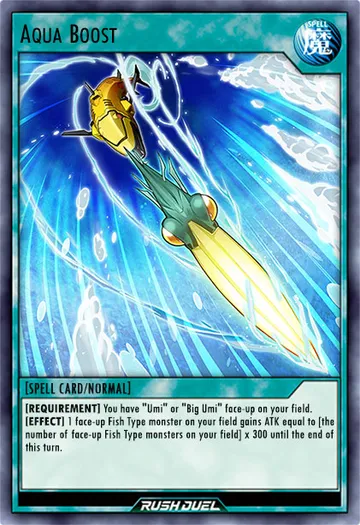 AQUA BOOST
SPELL
魔
[SPELL CARD/NORMAL]
[REQUIREMENT] You have "Umi" or "Big Umi" face-up on your field.
[EFFECT] 1 face-up Fish Type monster on your field gains ATK equal to [the
number of face-up Fish Type monsters on your field] x 300 until the end of
this turn.
RUSH DUEL